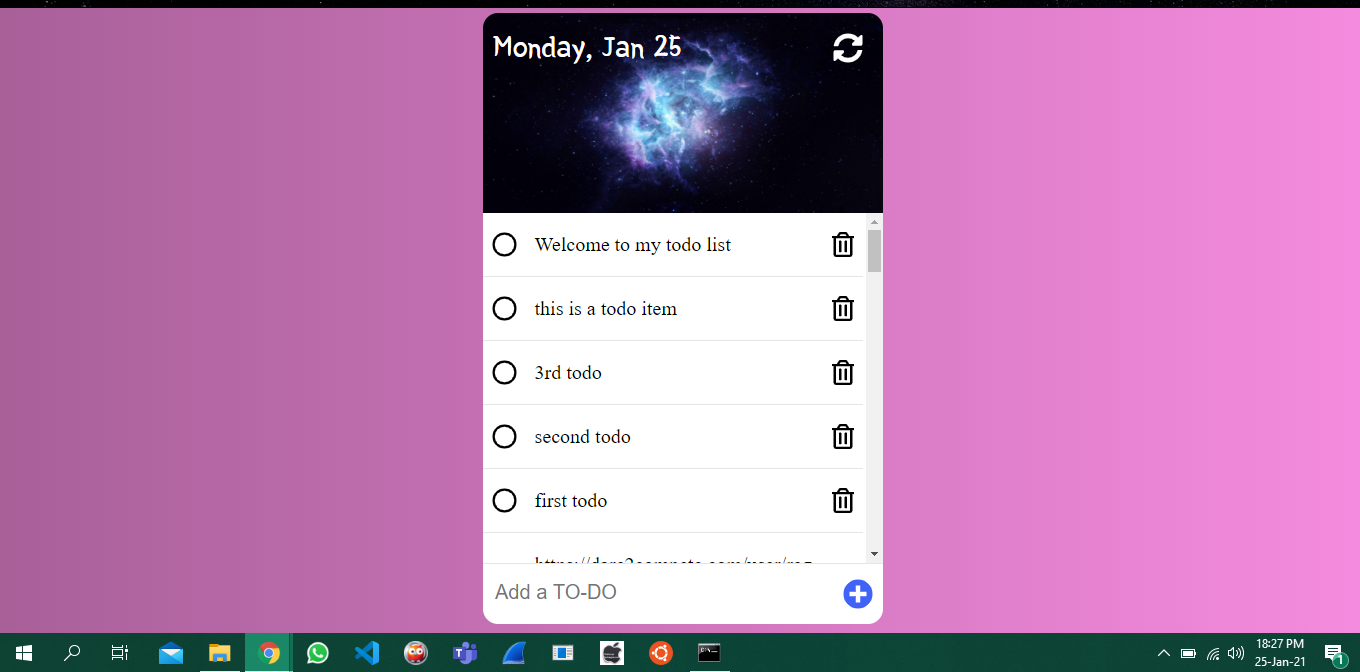 Monday, Jan 25
Welcome to my todo list
this is a todo item
3rd todo
second todo
first todo
Add a TO-DO
18:27 PM
25-Jan-21
1